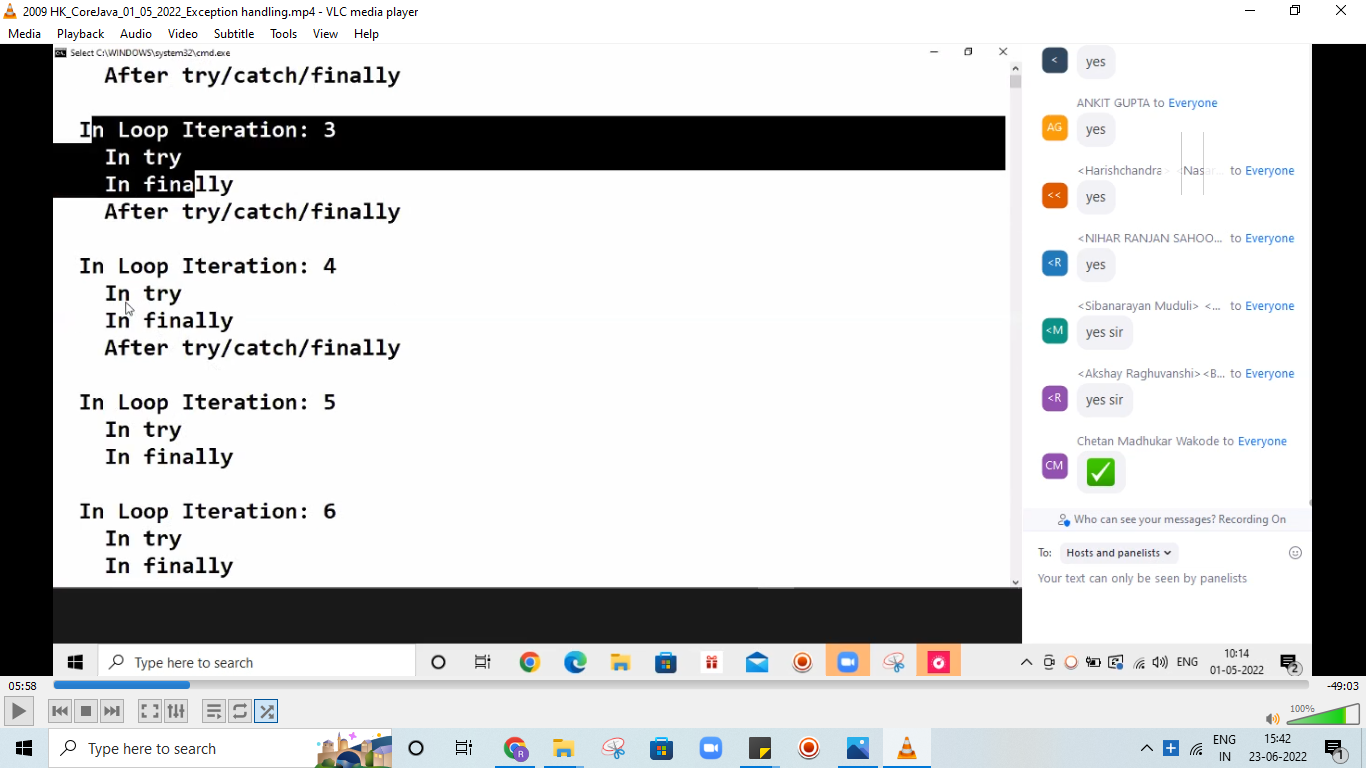 2009 HK_CoreJava_01_05_2022_Exception handling.mp4 - VLC media player
Media Playback Audio Video Subtitle Tools View Help
Select C:\WINDOWS\system32\cmd.exe
After try/catch/finally
In Loop Iteration: 3
In try
In finally
After try/catch/finally
In Loop Iteration: 4
In try
In finally
After try/catch/finally
In Loop Iteration: 5
In try
In finally
In Loop Iteration: 6
In try
In finally
<
yes
ANKIT GUPTA to Everyone
AG
yes
<Harishchandra> <Nasar... to Everyone
<<
yes
<NIHAR RANJAN SAHOO... to Everyone
<R
yes
<Sibanarayan Muduli> <... to Everyone
<M
yes sir
<Akshay Raghuvanshi><B... to Everyone
<R
yes sir
Chetan Madhukar Wakode to Everyone
CM
Who can see your messages? Recording On
To: Hosts and panelists
Your text can only be seen by panelists
Type here to search
ENG
10:14
01-05-2022
2
05:58
-49:03
100%
Type here to search
R
ENG
IN
15:42
23-06-2022
1